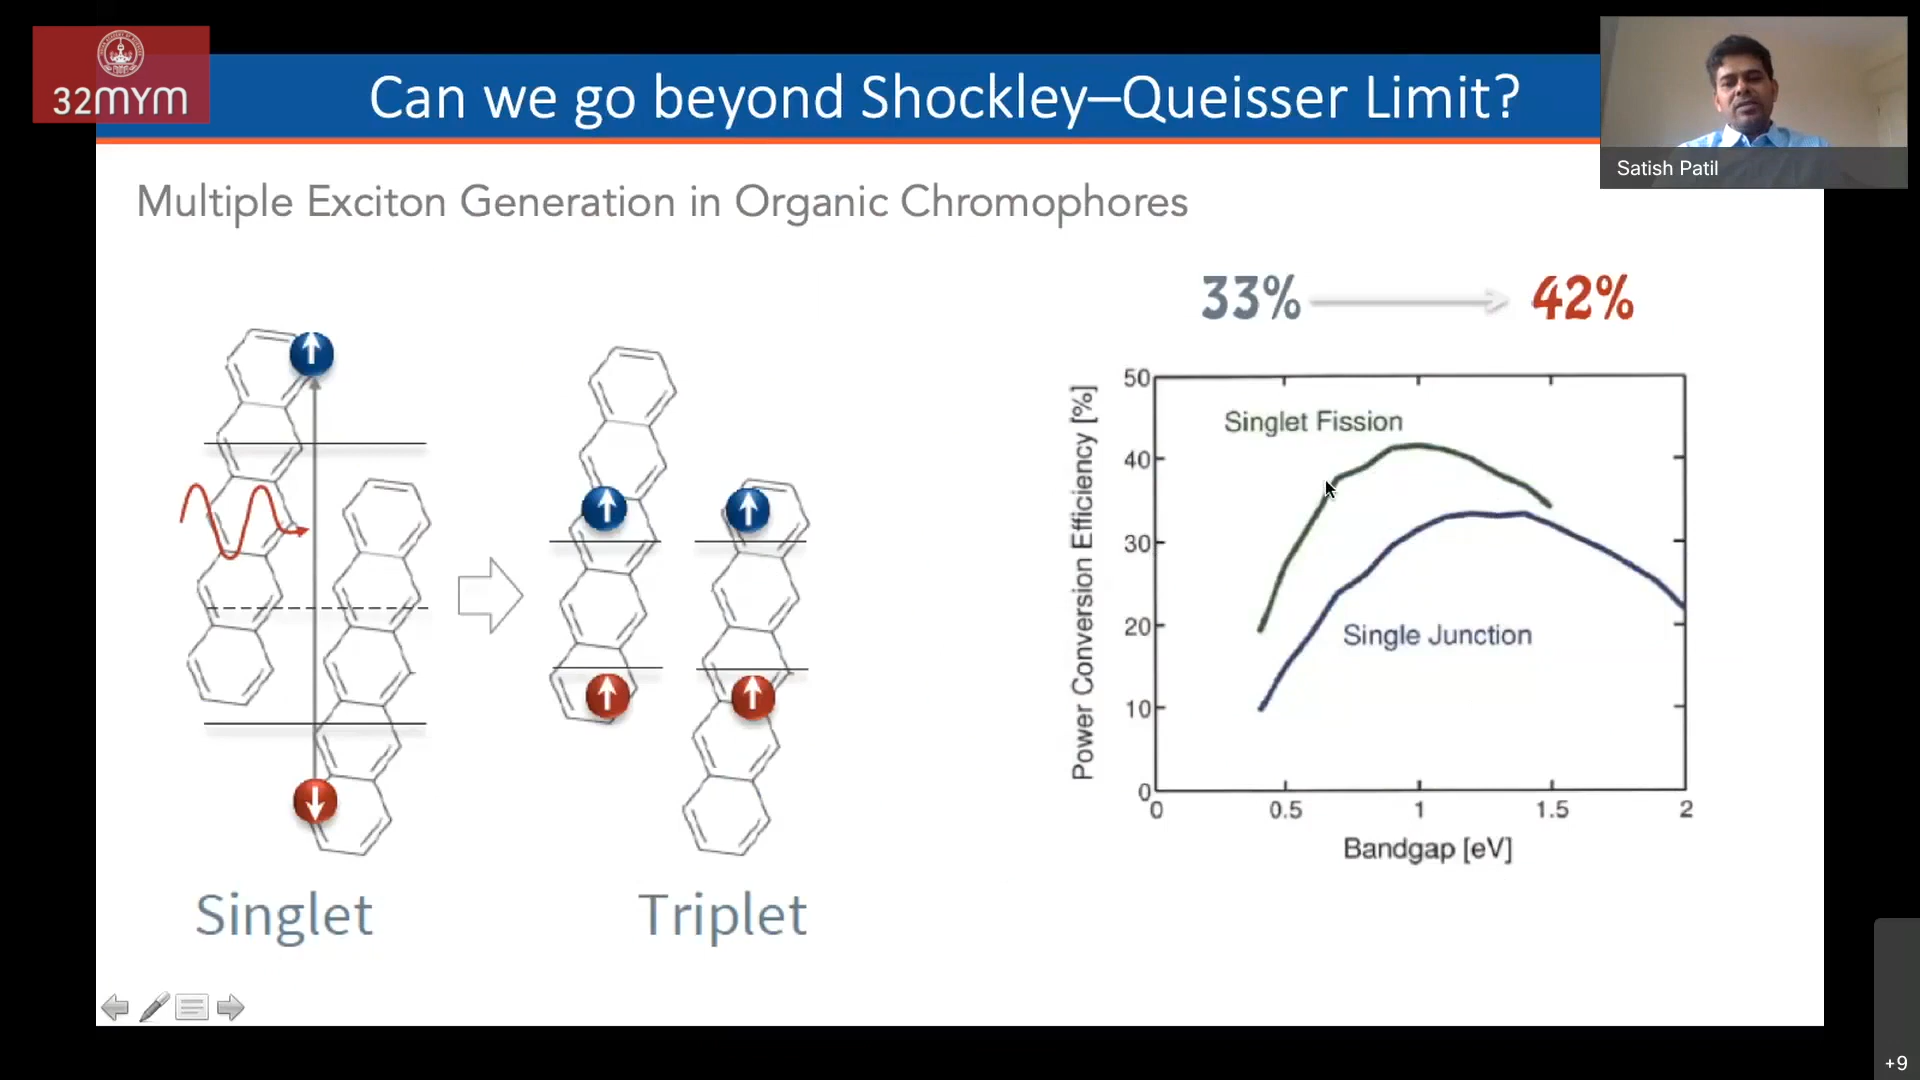 32MYM
Can we go beyond Shockley–Queisser Limit?
Satish Patil
Multiple Exciton Generation in Organic Chromophores
33%
42%
Singlet
Triplet
Power Conversion Efficiency [%]
50
40
30
20
10
0
Singlet Fission
Single Junction
0
0.5
1
1.5
2
Bandgap [eV]
+9